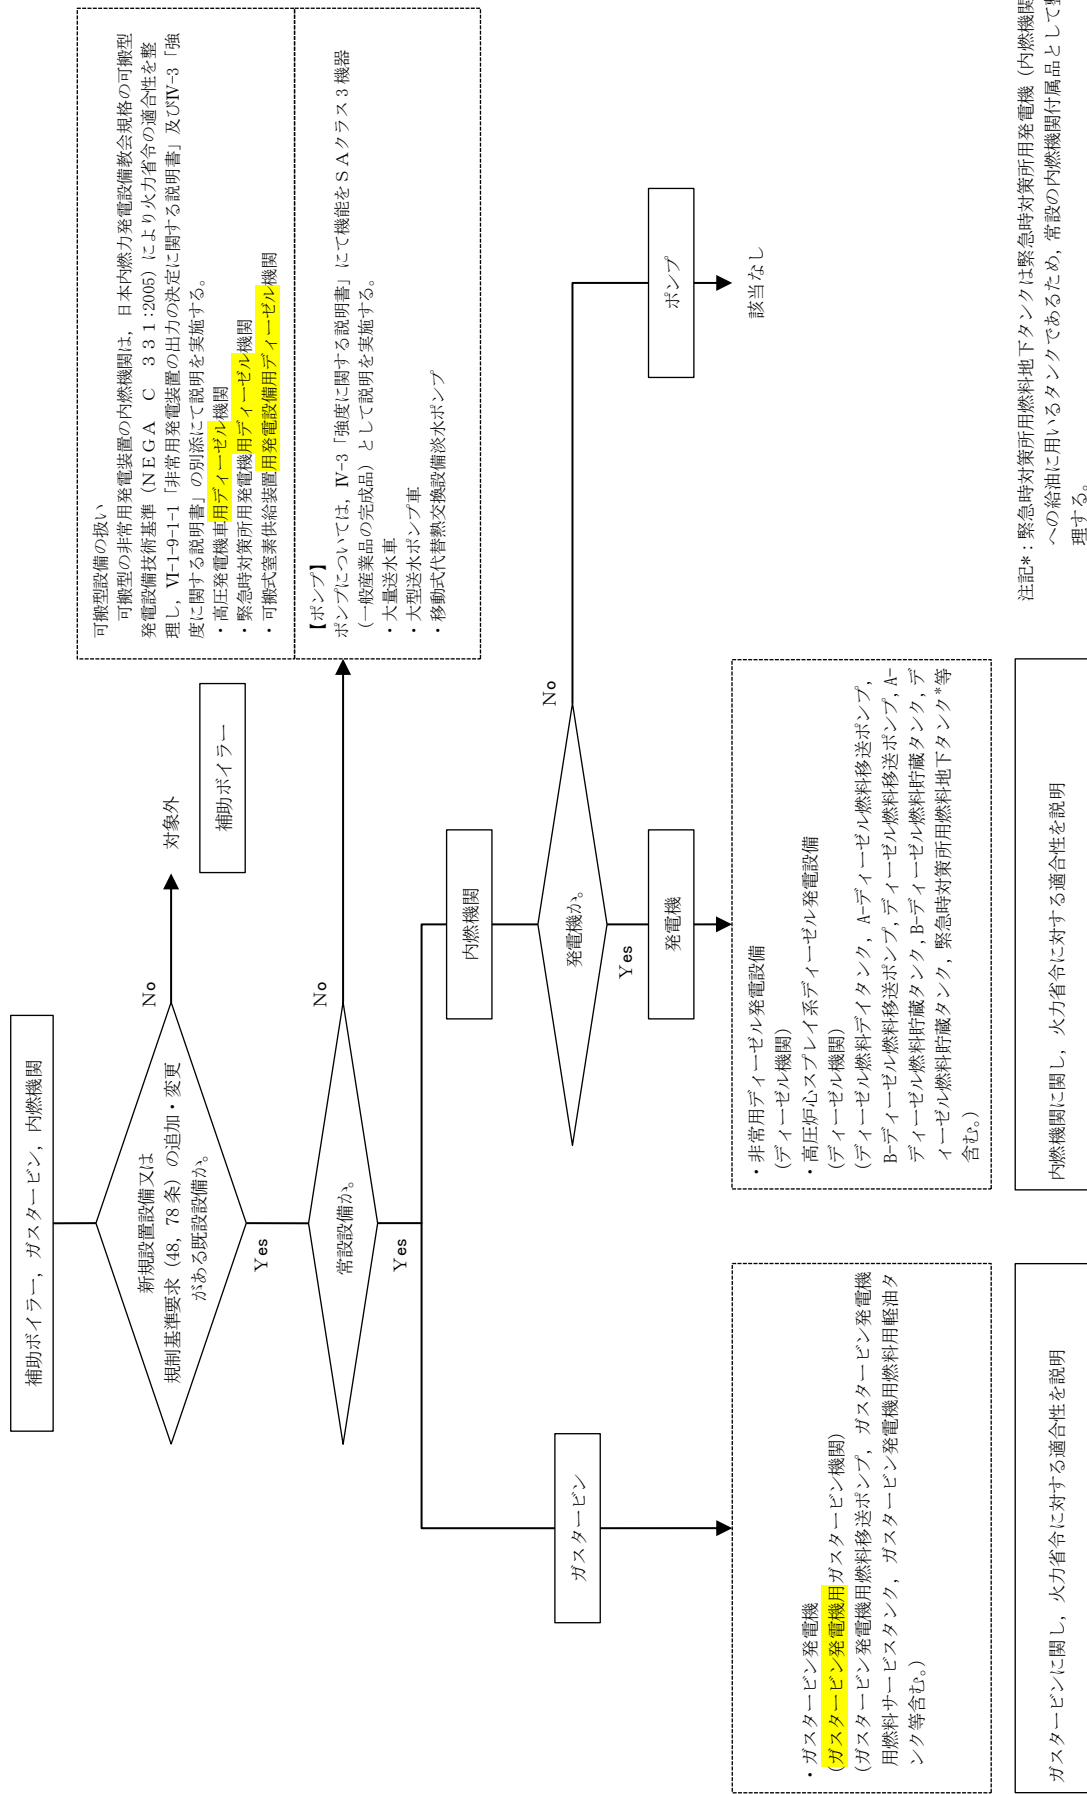 補助ボイラー，ガスタービン，内燃機関
新規設置設備又は
規制基準要求（48，78条）の追加・変更
がある既設設備か。
No
対象外
補助ボイラー
Yes
常設設備か。
No
Yes
可搬型設備の扱い
可搬型の非常用発電装置の内燃機関は，日本内燃力発電設備教会規格の可搬型
発電設備技術基準（NEGA C 331:2005）により火力省令の適合性を整
理し，Ⅵ-1-9-1-1「非常用発電装置の出力の決定に関する説明書」及びⅣ-3「強
度に関する説明書」の別添にて説明を実施する。
・高圧発電機車用ディーゼル機関
・緊急時対策所用発電機用ディーゼル機関
・可搬式窒素供給装置用発電設備用ディーゼル機関
【ポンプ】
ポンプについては，Ⅳ-3「強度に関する説明書」にて機能をSAクラス3機器
（一般産業品の完成品）として説明を実施する。
・大量送水車
・大型送水ポンプ車
・移動式代替熱交換設備淡水ポンプ
ガスタービン
内燃機関
発電機か。
No
Yes
発電機
ポンプ
該当なし
・ガスタービン発電機
(ガスタービン発電機用ガスタービン機関)
(ガスタービン発電機用燃料移送ポンプ，ガスタービン発電機
用燃料サービスタンク，ガスタービン発電機用燃料用軽油タ
ンク等含む。)
・非常用ディーゼル発電設備
(ディーゼル機関)
・高圧炉心スプレイ系ディーゼル発電設備
(ディーゼル機関)
(ディーゼル燃料デイタンク，A-ディーゼル燃料移送ポンプ，
B-ディーゼル燃料移送ポンプ，ディーゼル燃料移送ポンプ，A-
ディーゼル燃料貯蔵タンク，B-ディーゼル燃料貯蔵タンク，デ
ィーゼル燃料貯蔵タンク，緊急時対策所用燃料地下タンク*等
含む。)
ガスタービンに関し，火力省令に対する適合性を説明
内燃機関に関し，火力省令に対する適合性を説明
注記*：緊急時対策所用燃料地下タンクは緊急時対策所用発電機（内燃機関
への給油に用いるタンクであるため，常設の内燃機関付属品として
理する。